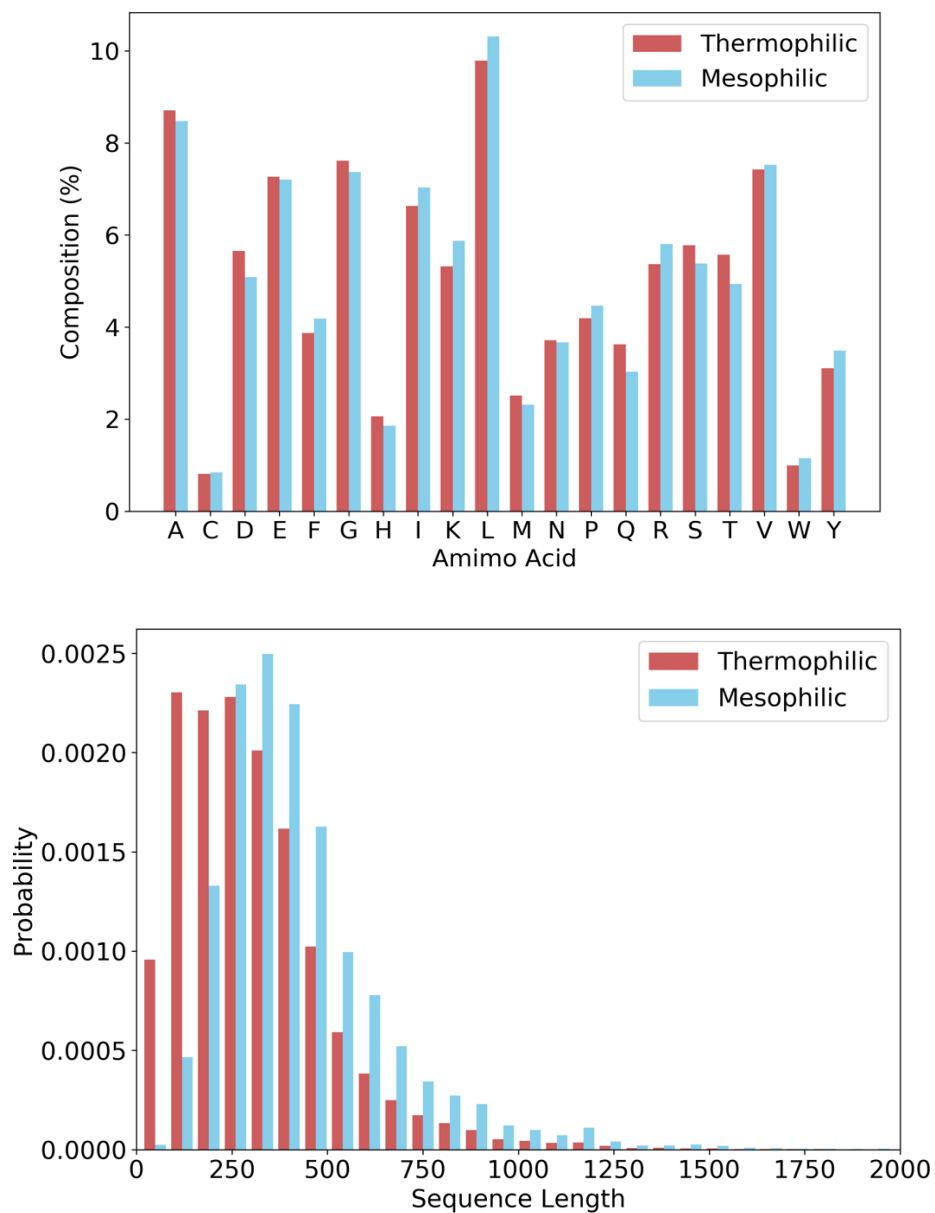 Thermophilic
Mesophilic
10
8
6
4
2
0
Composition (%)
A C D E F G H I K L M N P Q R S T V W Y
Amimo Acid
Thermophilic
Mesophilic
0.0025
0.0020
0.0015
0.0010
0.0005
0.0000
Probability
0 250 500 750 1000 1250 1500 1750 2000
Sequence Length